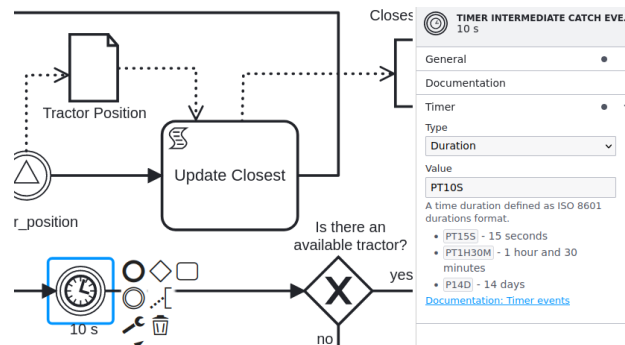 Closes
Tractor Position
Update Closest
r_position
Is there an
available tractor?
yes
no
10 s
X
TIMER INTERMEDIATE CATCH EVE.
10 s
General
Documentation
Timer
Type
Duration
Value
PT10S
A time duration defined as ISO 8601
durations format.
• PT15S - 15 seconds
• PT1H30M - 1 hour and 30
minutes
• P14D - 14 days
Documentation: Timer events